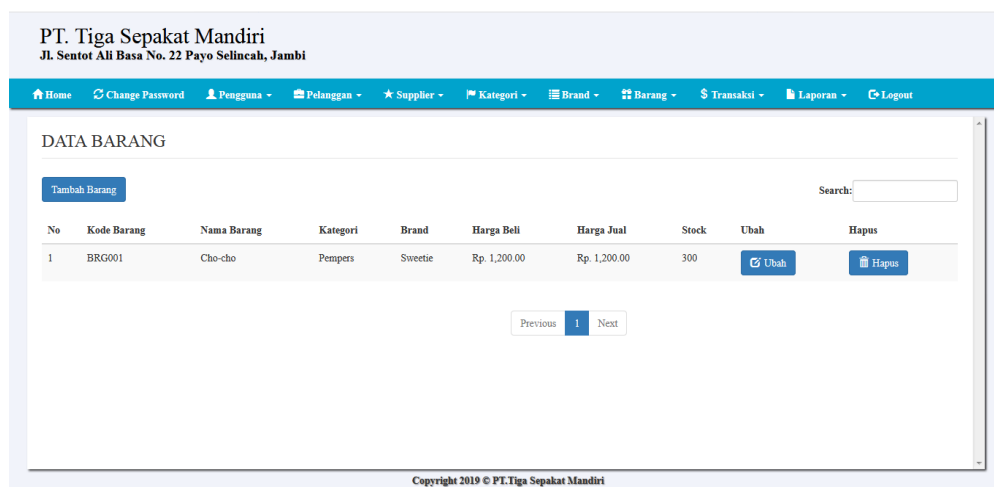 PT. Tiga Sepakat Mandiri
Jl. Sentot Ali Basa No. 22 Payo Selincah, Jambi
Home Change Password Pengguna Pelanggan Supplier Kategori Brand Barang Transaksi Laporan Logout
DATA BARANG
Tambah Barang Search:
No Kode Barang Nama Barang Kategori Brand Harga Beli Harga Jual Stock Ubah Hapus
1 BRG001 Cho-cho Pempers Sweetie Rp. 1,200.00 Rp. 1,200.00 300 Ubah Hapus
Previous 1 Next
Copyright 2019 © PT.Tiga Sepakat Mandiri